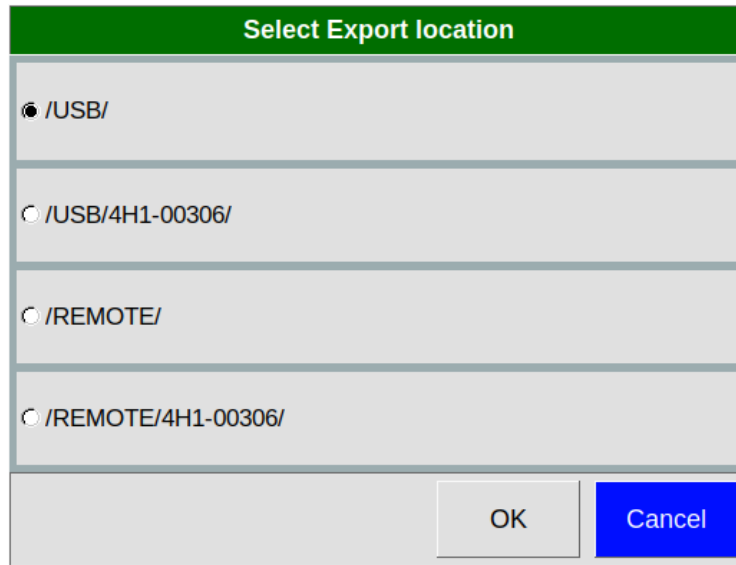 Select Export location
/USB/
/USB/4H1-00306/
/REMOTE/
/REMOTE/4H1-00306/
OK Cancel